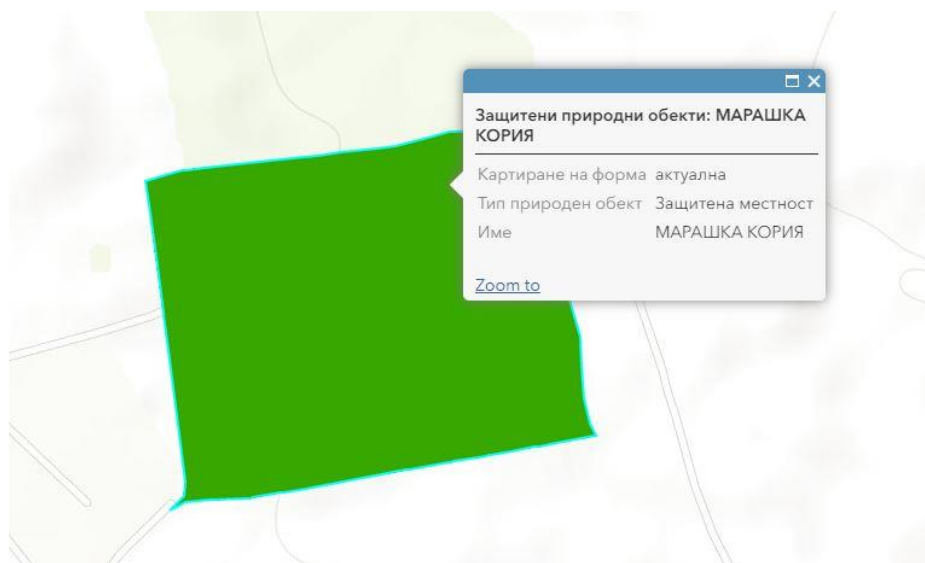 Защитени природни обекти: МАРАШКА
КОРИЯ
Картиране на форма актуална
Тип природен обект Защитена местност
Име МАРАШКА КОРИЯ
Zoom to